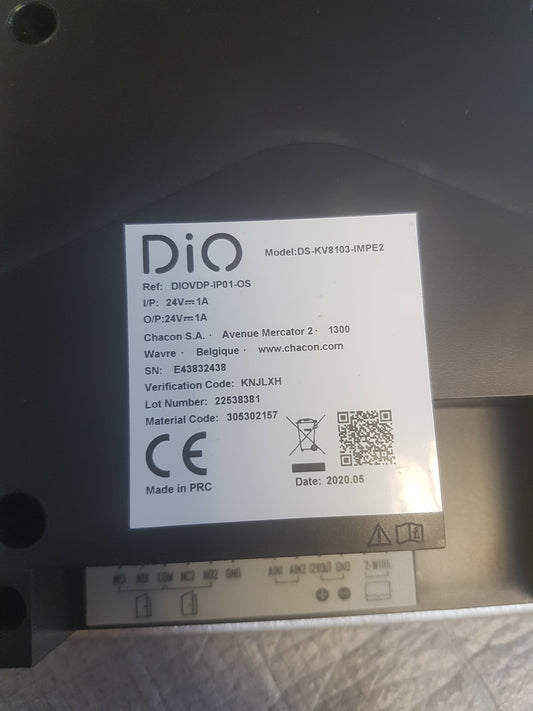 DiO
Model:DS-KV8103-IMPE2
Ref: DIOVDP-IP01-OS
I/P: 24V⎓1A
O/P:24V⎓1A
Chacon S.A. · Avenue Mercator 2 · 1300
Wavre · Belgique · www.chacon.com
SN: E43832438
Verification Code: KNJLXH
Lot Number: 22538381
Material Code: 305302157
CE
Made in PRC
Date: 2020.05
NC1 NO1 COM NC2 NO2 GND AIN1 AIN2 12VOUT GND 2-WIRE